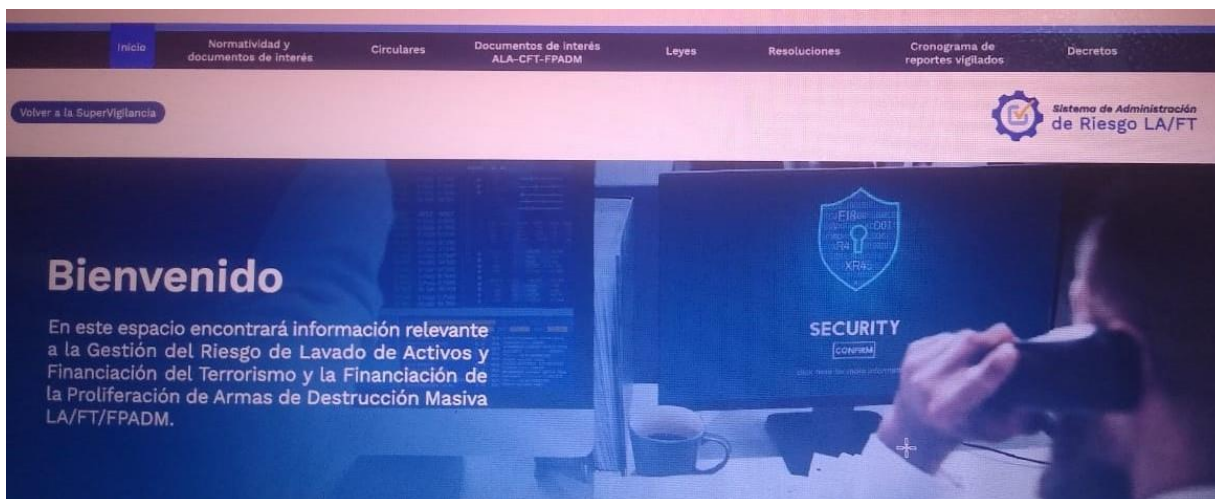 Inicio
Normatividad y
documentos de interés
Circulares
Documentos de interés
ALA-CFT-FPADM
Leyes
Resoluciones
Cronograma de
reportes vigilados
Decretos
Volver a la SuperVigilancia
Sistema de Administración
de Riesgo LA/FT
Bienvenido
En este espacio encontrará información relevante
a la Gestión del Riesgo de Lavado de Activos y
Financiación del Terrorismo y la Financiación de
la Proliferación de Armas de Destrucción Masiva
LA/FT/FPADM.
SECURITY
CONFIRM